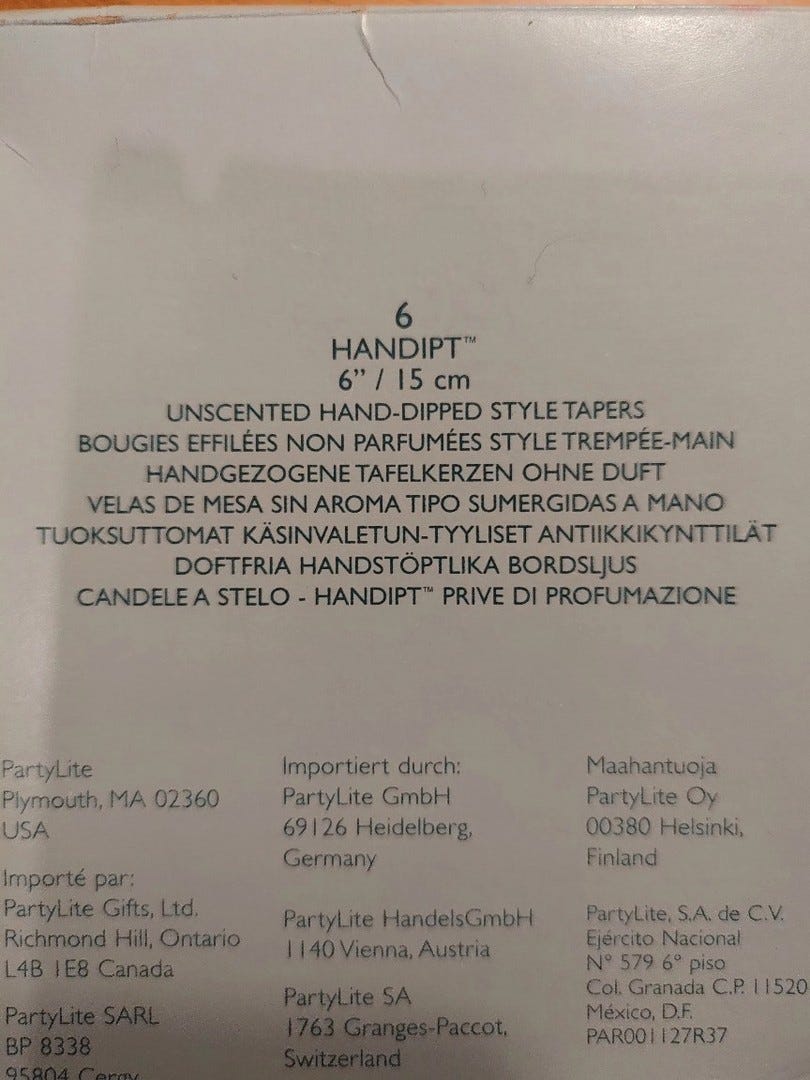 6
HANDIPT™
6” / 15 cm
UNSCENTED HAND-DIPPED STYLE TAPERS
BOUGIES EFFILÉES NON PARFUMÉES STYLE TREMPÉE-MAIN
HANDGEZOGENE TAFELKERZEN OHNE DUFT
VELAS DE MESA SIN AROMA TIPO SUMERGIDAS A MANO
TUOKSUTTOMAT KÄSINVALETUN-TYYLISET ANTIIKKIKYNTTILÄT
DOFTFRIA HANDSTÖPTLIKA BORDSLJUS
CANDELE A STELO - HANDIPT™ PRIVE DI PROFUMAZIONE
PartyLite
Plymouth, MA 02360
USA
Importé par:
PartyLite Gifts, Ltd.
Richmond Hill, Ontario
L4B 1E8 Canada
PartyLite SARL
BP 8338
95804 Cergy
Importiert durch:
PartyLite GmbH
69126 Heidelberg,
Germany
PartyLite HandelsGmbH
1140 Vienna, Austria
PartyLite SA
1763 Granges-Paccot,
Switzerland
Maahantuoja
PartyLite Oy
00380 Helsinki,
Finland
PartyLite, S.A. de C.V.
Ejército Nacional
N° 579 6° piso
Col. Granada C.P. 11520
México, D.F.
PAR001127R37